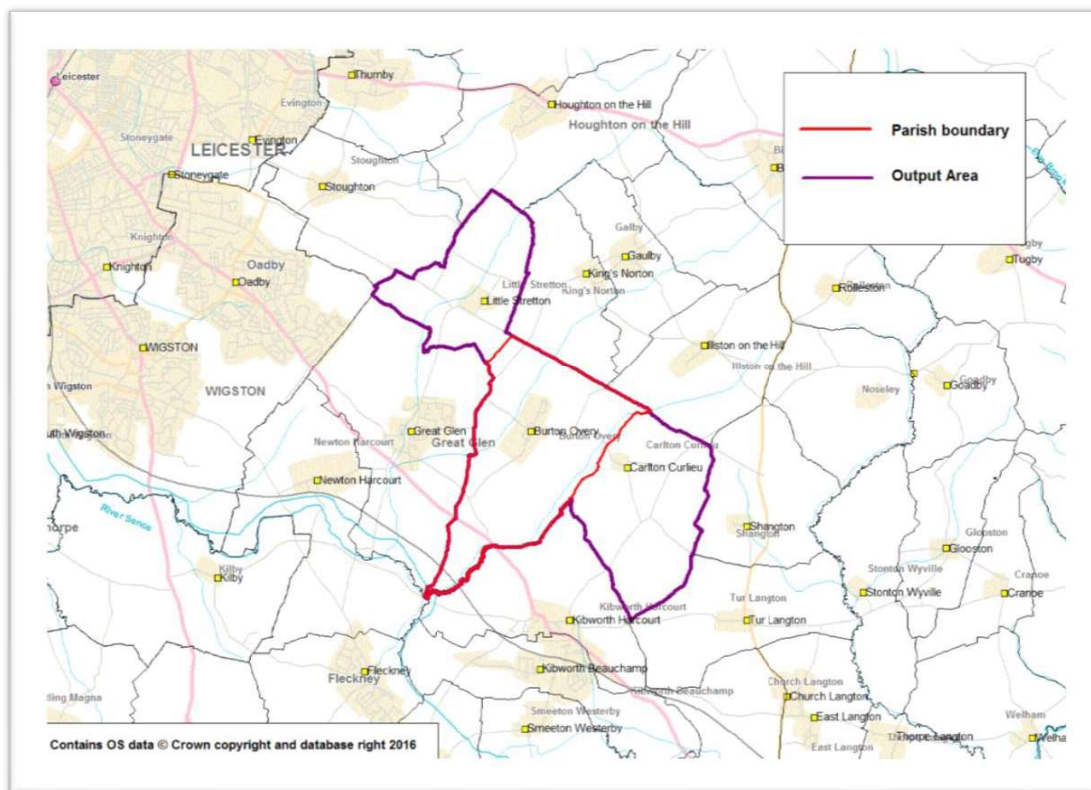 Leicester
Thurnby
Evington
Houghton on the Hill
Houghton on the Hill
Parish boundary
Stoneygate
Evington
LEICESTER
Stoughton
Stoneygate
Stoughton
Output Area
Knighton
Galby
Oadby
Gaulby
Knighton
Oadby
King's Norton
King's Norton
Tugby
Rolleston
Little Stretton
Little Stretton
WIGSTON
Illston on the Hill
Illston on the Hill
Wigston
WIGSTON
Noseley
Goadby
Goadby
Great Glen
Great Glen
Newton Harcourt
Burton Overy
Burton Overy
Carlton Curlieu
Carlton Curlieu
Newton Harcourt
River Sence
Shangton
Shangton
Glooston
Glooston
Kilby
Kilby
Stonton Wyville
Stonton Wyville
Cranoe
Cranoe
Tur Langton
Tur Langton
Kibworth Harcourt
Kibworth Harcourt
Fleckney
Fleckney
Kibworth Beauchamp
Kibworth Beauchamp
Church Langton
Church Langton
Smeeton Westerby
Smeeton Westerby
East Langton
East Langton
Thorpe Langton
Welham
Welham
Contains OS data © Crown copyright and database right 2016